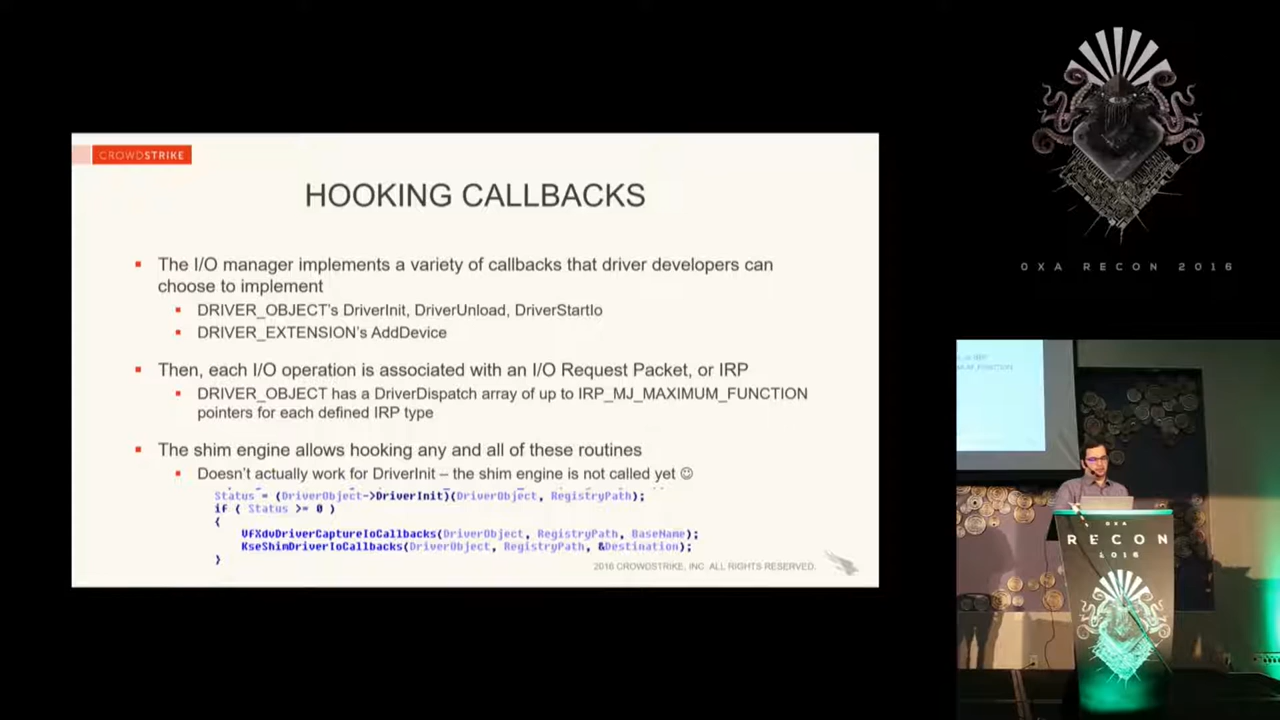 CROWDSTRIKE
HOOKING CALLBACKS
The I/O manager implements a variety of callbacks that driver developers can
choose to implement
DRIVER_OBJECT's DriverInit, DriverUnload, DriverStartIo
DRIVER_EXTENSION's AddDevice
Then, each I/O operation is associated with an I/O Request Packet, or IRP
DRIVER_OBJECT has a DriverDispatch array of up to IRP_MJ_MAXIMUM_FUNCTION
pointers for each defined IRP type
The shim engine allows hooking any and all of these routines
Doesn't actually work for DriverInit – the shim engine is not called yet ☺
Status = (DriverObject->DriverInit)(DriverObject, RegistryPath);
if ( Status >= 0 )
{
VfXdvDriverCaptureIoCallbacks(DriverObject, RegistryPath, BaseName);
KseShimDriverIoCallbacks(DriverObject, RegistryPath, &Destination);
}
2016 CROWDSTRIKE, INC. ALL RIGHTS RESERVED.
0XA RECON 2016
0XA
RECON
2016
RECON